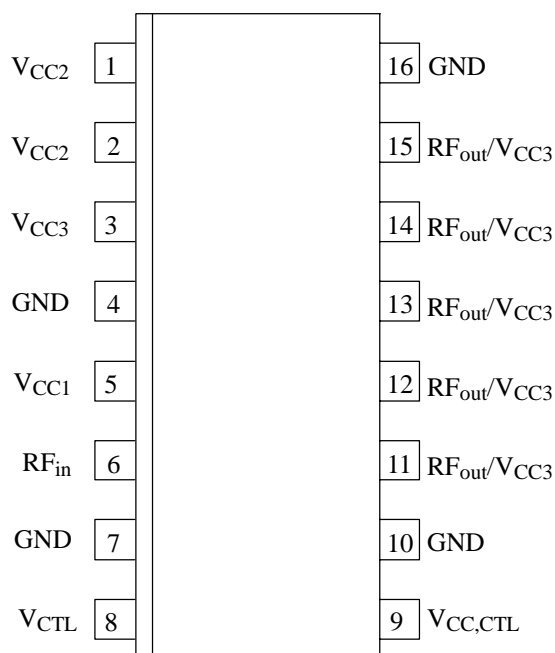 VCC2 1 16 GND
VCC2 2 15 RFout/VCC3
VCC3 3 14 RFout/VCC3
GND 4 13 RFout/VCC3
VCC1 5 12 RFout/VCC3
RFin 6 11 RFout/VCC3
GND 7 10 GND
VCTL 8 9 VCC,CTL